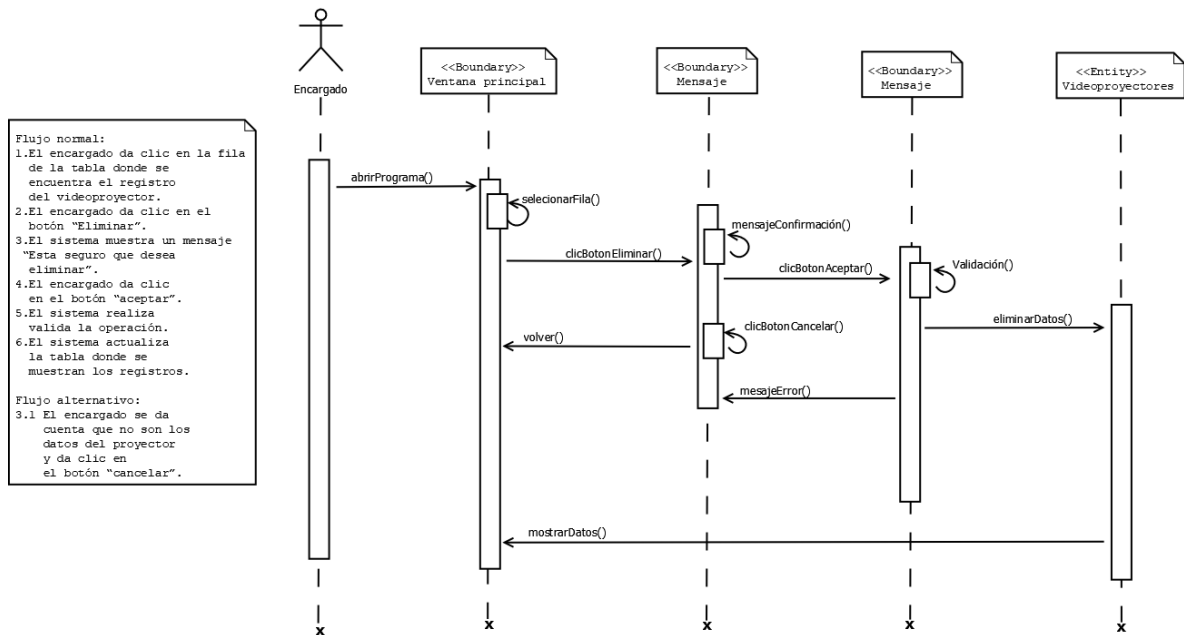 Encargado
<<Boundary>>
Ventana principal
<<Boundary>>
Mensaje
<<Boundary>>
Mensaje
<<Entity>>
Videoproyectores
Flujo normal:
1.El encargado da clic en la fila
de la tabla donde se
encuentra el registro
del videoproyector.
2.El encargado da clic en el
botón “Eliminar”.
3.El sistema muestra un mensaje
“Esta seguro que desea
eliminar”.
4.El encargado da clic
en el botón “aceptar”.
5.El sistema realiza
valida la operación.
6.El sistema actualiza
la tabla donde se
muestran los registros.
Flujo alternativo:
3.1 El encargado se da
cuenta que no son los
datos del proyector
y da clic en
el botón “cancelar”.
abrirPrograma()
selecionarFila()
mensajeConfirmación()
clicBotonEliminar()
clicBotonAceptar()
Validación()
eliminarDatos()
clicBotonCancelar()
volver()
mesajeError()
mostrarDatos()
x
x
x
x
x